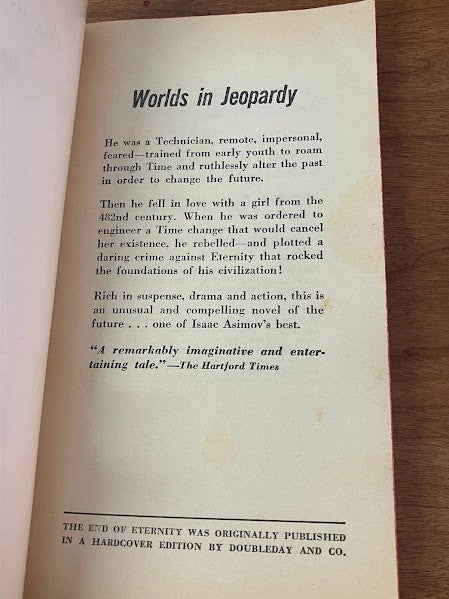 Worlds in Jeopardy
He was a Technician, remote, impersonal,
feared—trained from early youth to roam
through Time and ruthlessly alter the past
in order to change the future.
Then he fell in love with a girl from the
482nd century. When he was ordered to
engineer a Time change that would cancel
her existence, he rebelled—and plotted a
daring crime against Eternity that rocked
the foundations of his civilization!
Rich in suspense, drama and action, this is
an unusual and compelling novel of the
future . . . one of Isaac Asimov's best.
“A remarkably imaginative and enter-
taining tale.”—The Hartford Times
THE END OF ETERNITY WAS ORIGINALLY PUBLISHED
IN A HARDCOVER EDITION BY DOUBLEDAY AND CO.